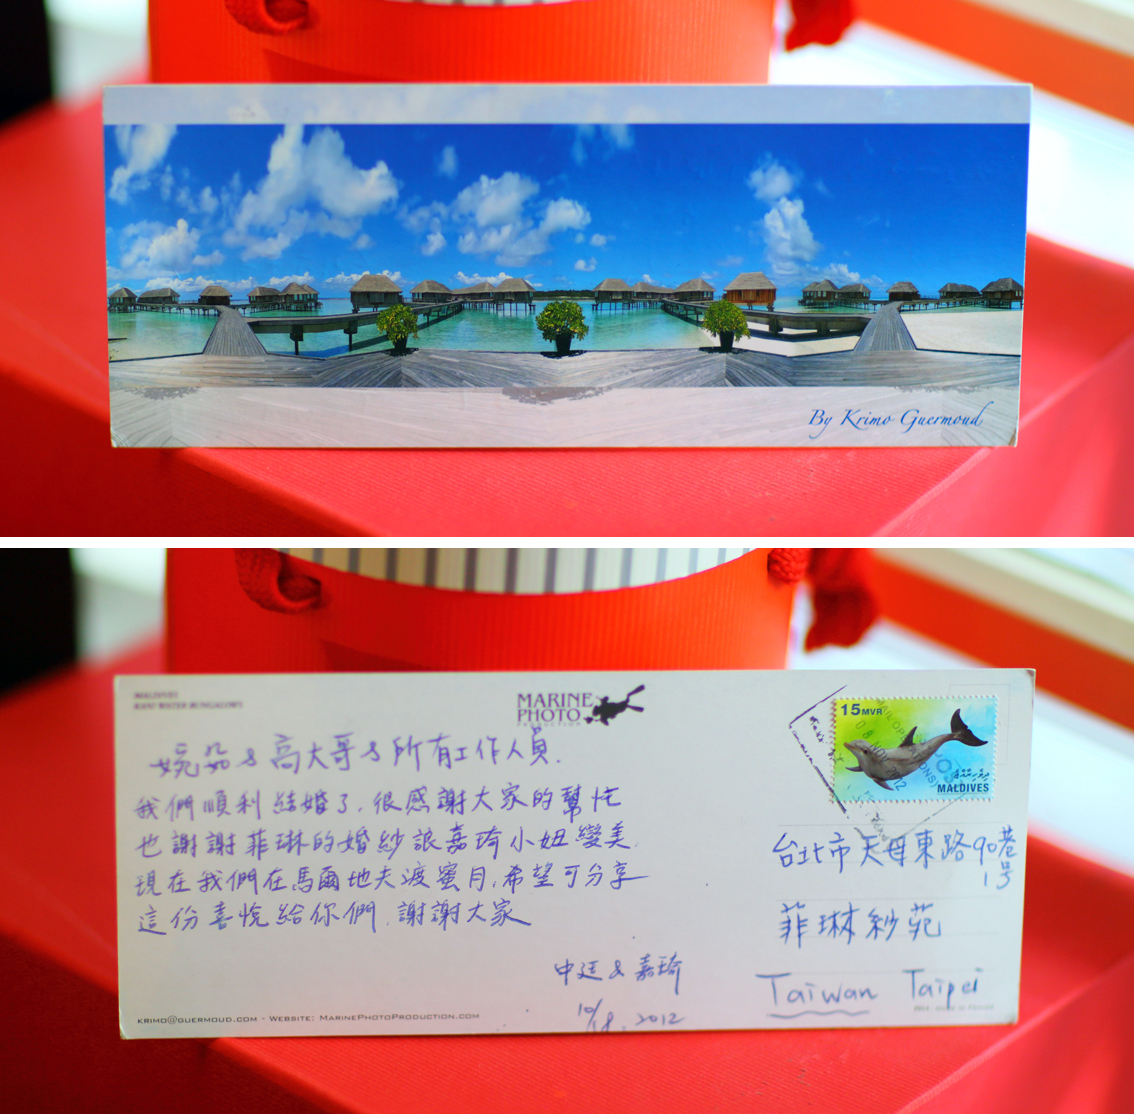 By Krimo Guermoud
MALDIVES
RANI WATER BUNGALOWS
MARINE
PHOTO
PRODUCTION
15 MVR
MALDIVES
婉茹&高大哥&所有工作人員.
我們順利結婚了,很感謝大家的幫忙
也謝謝菲琳的婚紗讓嘉琦小妞變美.
現在我們在馬爾地夫渡蜜月,希望可分享
這份喜悅給你們,謝謝大家
中廷&嘉琦
10/18, 2012
台北市天母東路90巷
1号
菲琳紗苑
Taiwan Taipei
KRIMO@GUERMOUD.COM - WEBSITE: MARINEPHOTOPRODUCTION.COM